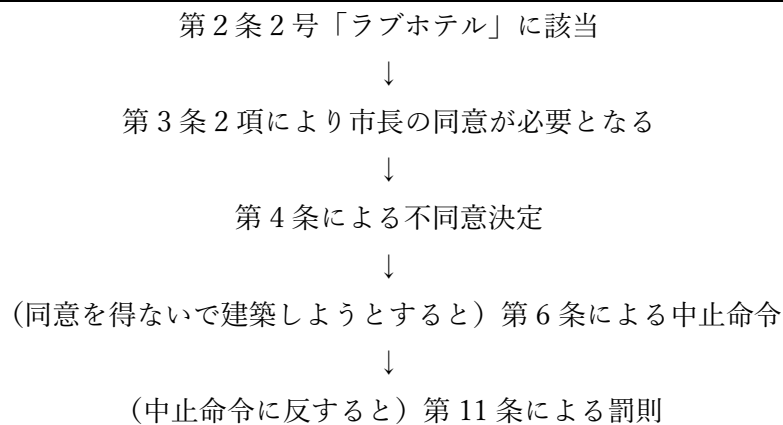 第2条2号「ラブホテル」に該当
↓
第3条2項により市長の同意が必要となる
↓
第4条による不同意決定
↓
（同意を得ないで建築しようとすると）第6条による中止命令
↓
（中止命令に反すると）第11条による罰則